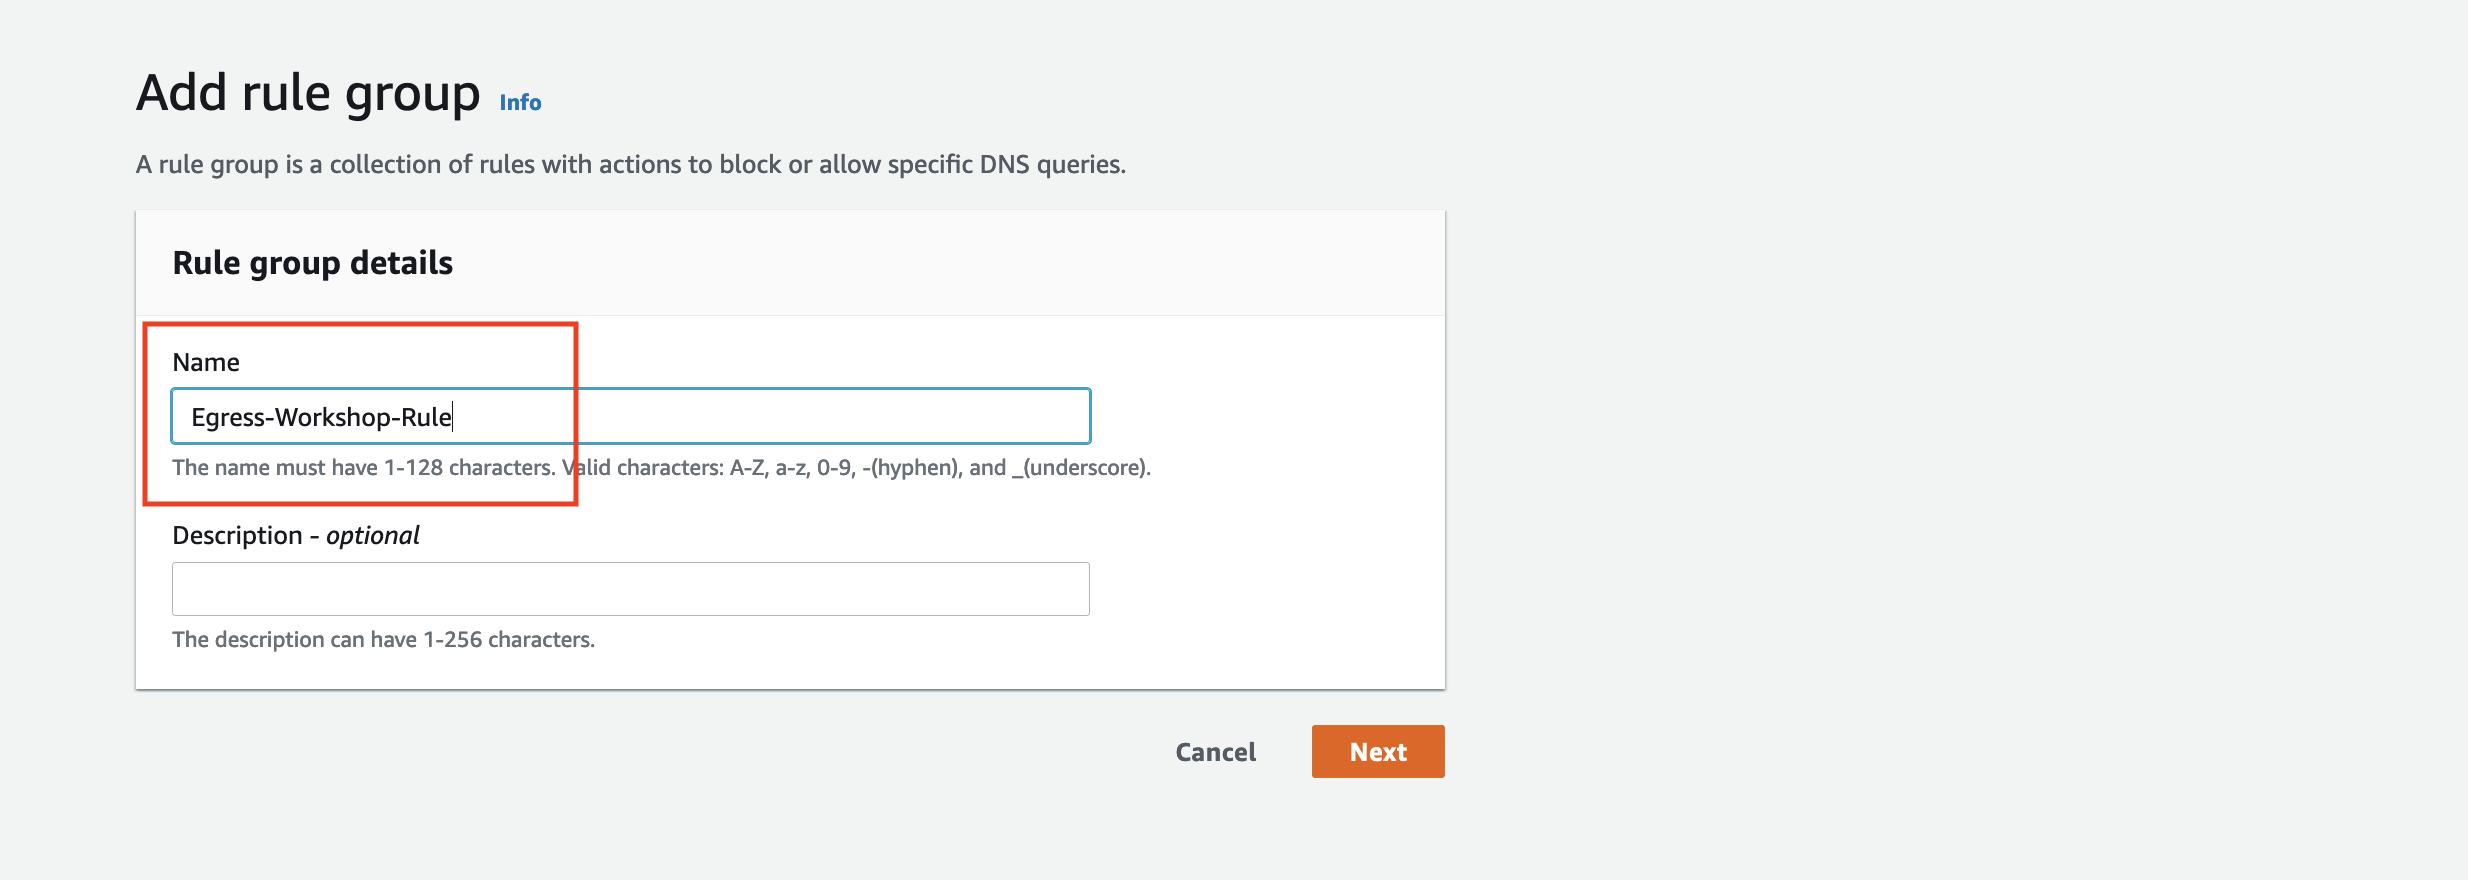 Add rule group Info
A rule group is a collection of rules with actions to block or allow specific DNS queries.
Rule group details
Name
Egress-Workshop-Rule
The name must have 1-128 characters. Valid characters: A-Z, a-z, 0-9, -(hyphen), and _(underscore).
Description - optional
The description can have 1-256 characters.
Cancel Next